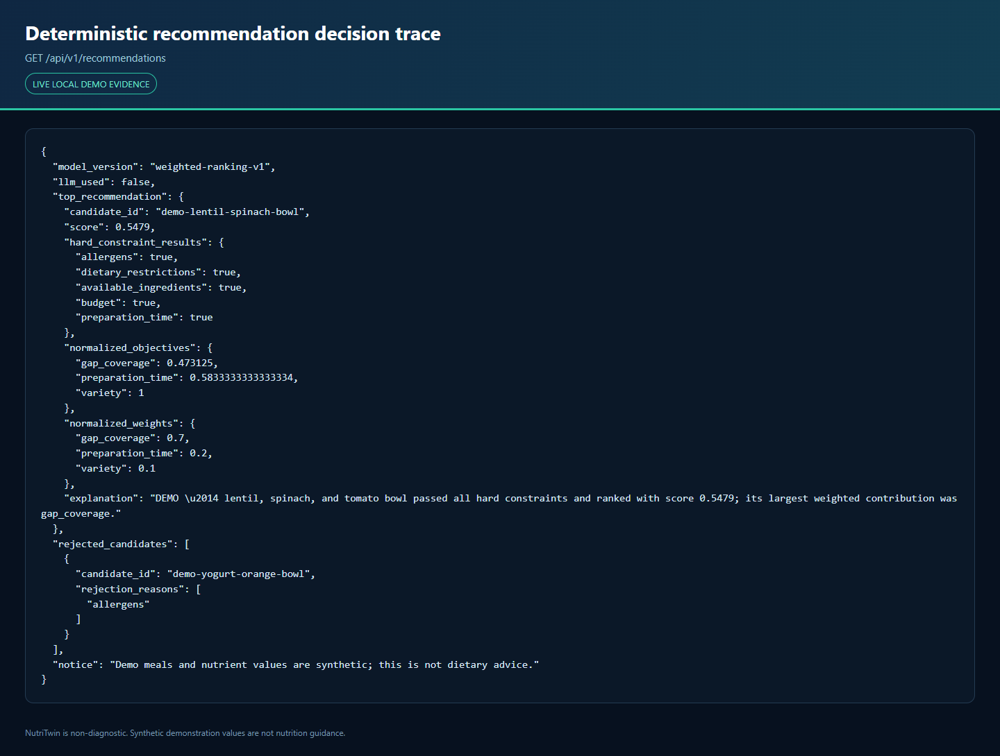 Deterministic recommendation decision trace
GET /api/v1/recommendations
LIVE LOCAL DEMO EVIDENCE
{
  "model_version": "weighted-ranking-v1",
  "llm_used": false,
  "top_recommendation": {
    "candidate_id": "demo-lentil-spinach-bowl",
    "score": 0.5479,
    "hard_constraint_results": {
      "allergens": true,
      "dietary_restrictions": true,
      "available_ingredients": true,
      "budget": true,
      "preparation_time": true
    },
    "normalized_objectives": {
      "gap_coverage": 0.473125,
      "preparation_time": 0.5833333333333334,
      "variety": 1
    },
    "normalized_weights": {
      "gap_coverage": 0.7,
      "preparation_time": 0.2,
      "variety": 0.1
    },
    "explanation": "DEMO \u2014 lentil, spinach, and tomato bowl passed all hard constraints and ranked with score 0.5479; its largest weighted contribution was
gap_coverage."
  },
  "rejected_candidates": [
    {
      "candidate_id": "demo-yogurt-orange-bowl",
      "rejection_reasons": [
        "allergens"
      ]
    }
  ],
  "notice": "Demo meals and nutrient values are synthetic; this is not dietary advice."
}
NutriTwin is non-diagnostic. Synthetic demonstration values are not nutrition guidance.